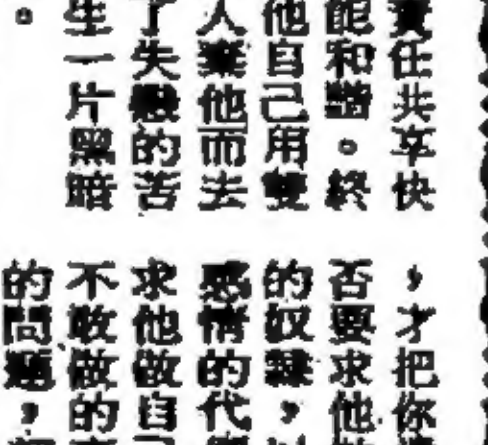 責任共享快
能和諧。終
他自己用雙
人棄他而去
了失戀的苦
生一片黑暗
。
，才把你
否要求他
的奴隸，以
感情的代
求他做自己
不敢做的
的問題，